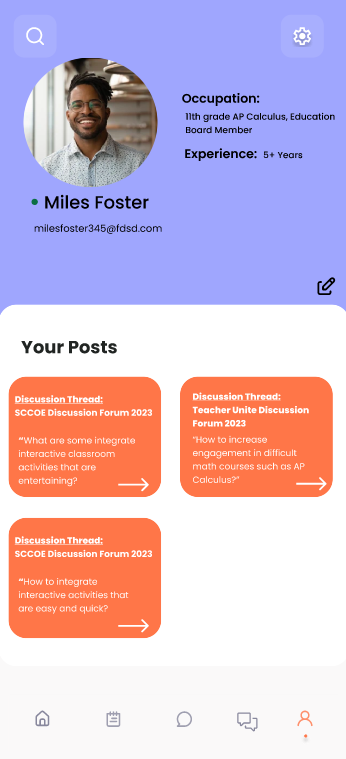 Occupation:
11th grade AP Calculus, Education
Board Member
Experience: 5+ Years
Miles Foster
milesfoster345@fdsd.com
Your Posts
Discussion Thread:
SCCOE Discussion Forum 2023
“What are some integrate
interactive classroom
activities that are
entertaining?
Discussion Thread:
Teacher Unite Discussion
Forum 2023
“How to increase
engagement in difficult
math courses such as AP
Calculus?”
Discussion Thread:
SCCOE Discussion Forum 2023
“How to integrate
interactive activities that
are easy and quick?